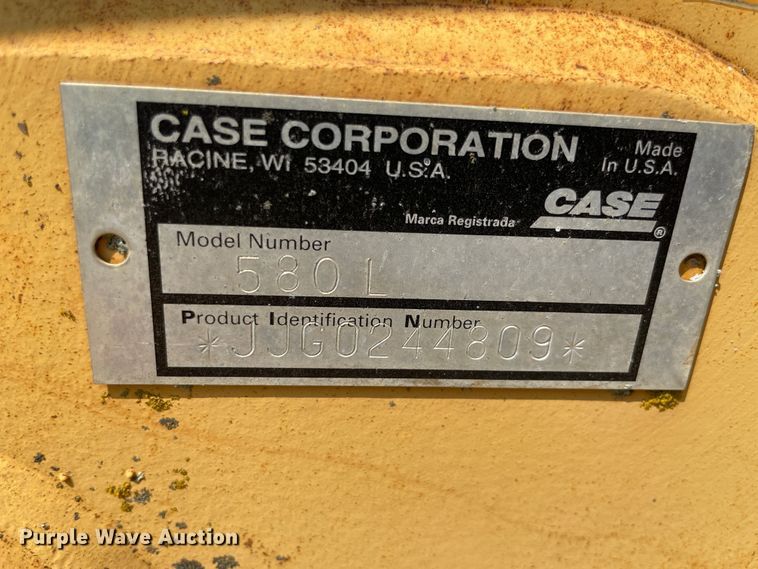 CASE CORPORATION
RACINE, WI 53404 U.S.A.
Made
In U.S.A.
Marca Registrada
CASE
®
Model Number
580 L
Product Identification Number
*JJG0244809*
Purple Wave Auction